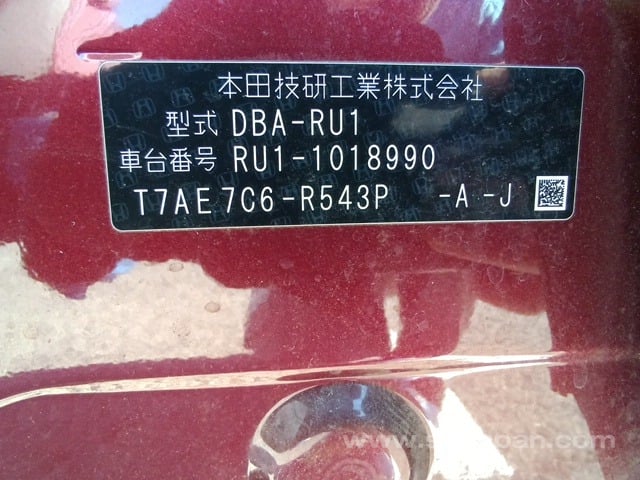 本田技研工業株式会社
型式 DBA-RU1
車台番号 RU1-1018990
T7AE7C6-R543P -A-J